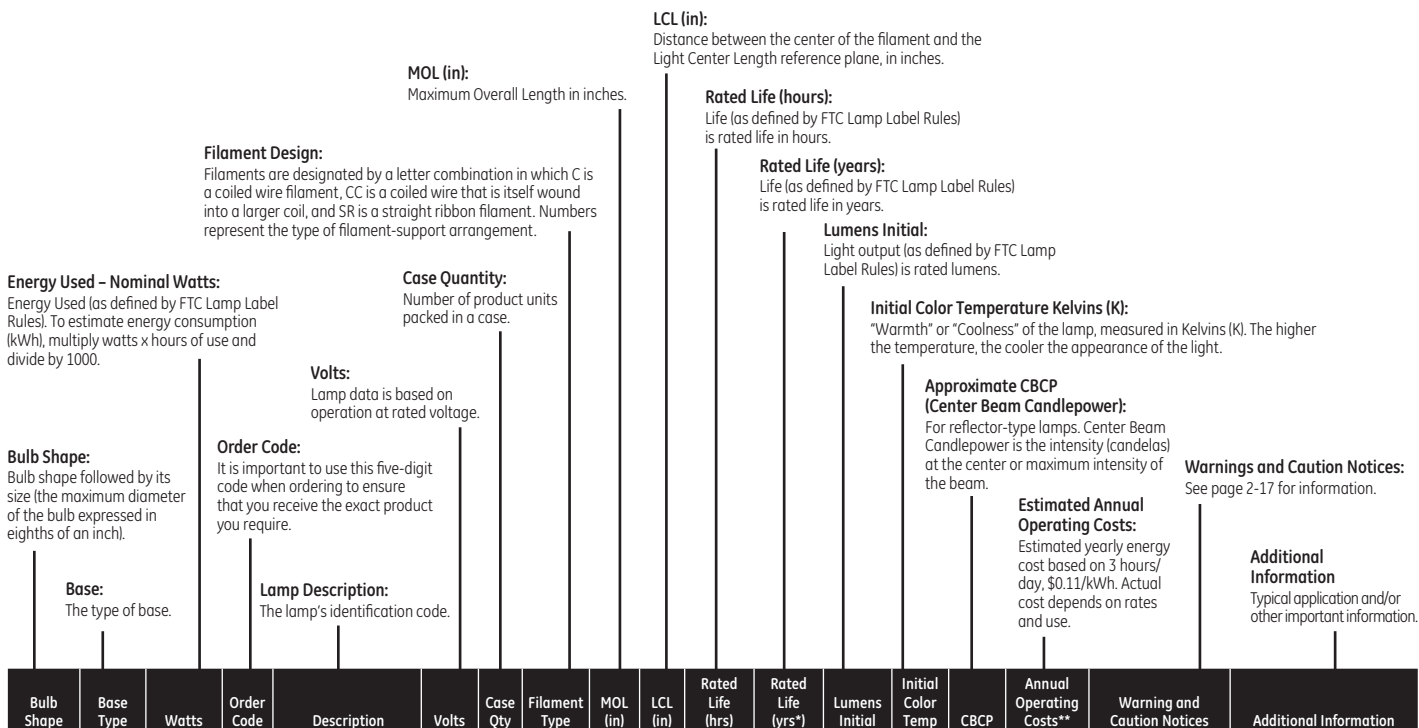 LCL (in):
Distance between the center of the filament and the
Light Center Length reference plane, in inches.
MOL (in):
Maximum Overall Length in inches.
Rated Life (hours):
Life (as defined by FTC Lamp Label Rules)
is rated life in hours.
Filament Design:
Filaments are designated by a letter combination in which C is
a coiled wire filament, CC is a coiled wire that is itself wound
into a larger coil, and SR is a straight ribbon filament. Numbers
represent the type of filament-support arrangement.
Rated Life (years):
Life (as defined by FTC Lamp Label Rules)
is rated life in years.
Lumens Initial:
Light output (as defined by FTC Lamp
Label Rules) is rated lumens.
Energy Used – Nominal Watts:
Energy Used (as defined by FTC Lamp Label
Rules). To estimate energy consumption
(kWh), multiply watts x hours of use and
divide by 1000.
Case Quantity:
Number of product units
packed in a case.
Initial Color Temperature Kelvins (K):
"Warmth" or "Coolness" of the lamp, measured in Kelvins (K). The higher
the temperature, the cooler the appearance of the light.
Volts:
Lamp data is based on
operation at rated voltage.
Approximate CBCP
(Center Beam Candlepower):
For reflector-type lamps. Center Beam
Candlepower is the intensity (candelas)
at the center or maximum intensity of
the beam.
Bulb Shape:
Bulb shape followed by its
size (the maximum diameter
of the bulb expressed in
eighths of an inch).
Order Code:
It is important to use this five-digit
code when ordering to ensure
that you receive the exact product
you require.
Warnings and Caution Notices:
See page 2-17 for information.
Estimated Annual
Operating Costs:
Estimated yearly energy
cost based on 3 hours/
day, $0.11/kWh. Actual
cost depends on rates
and use.
Additional
Information
Typical application and/or
other important information.
Base:
The type of base.
Lamp Description:
The lamp's identification code.
Bulb Shape
Base Type
Watts
Order Code
Description
Volts
Case Qty
Filament Type
MOL (in)
LCL (in)
Rated Life (hrs)
Rated Life (yrs*)
Lumens Initial
Initial Color Temp
CBCP
Annual Operating Costs**
Warning and Caution Notices
Additional Information